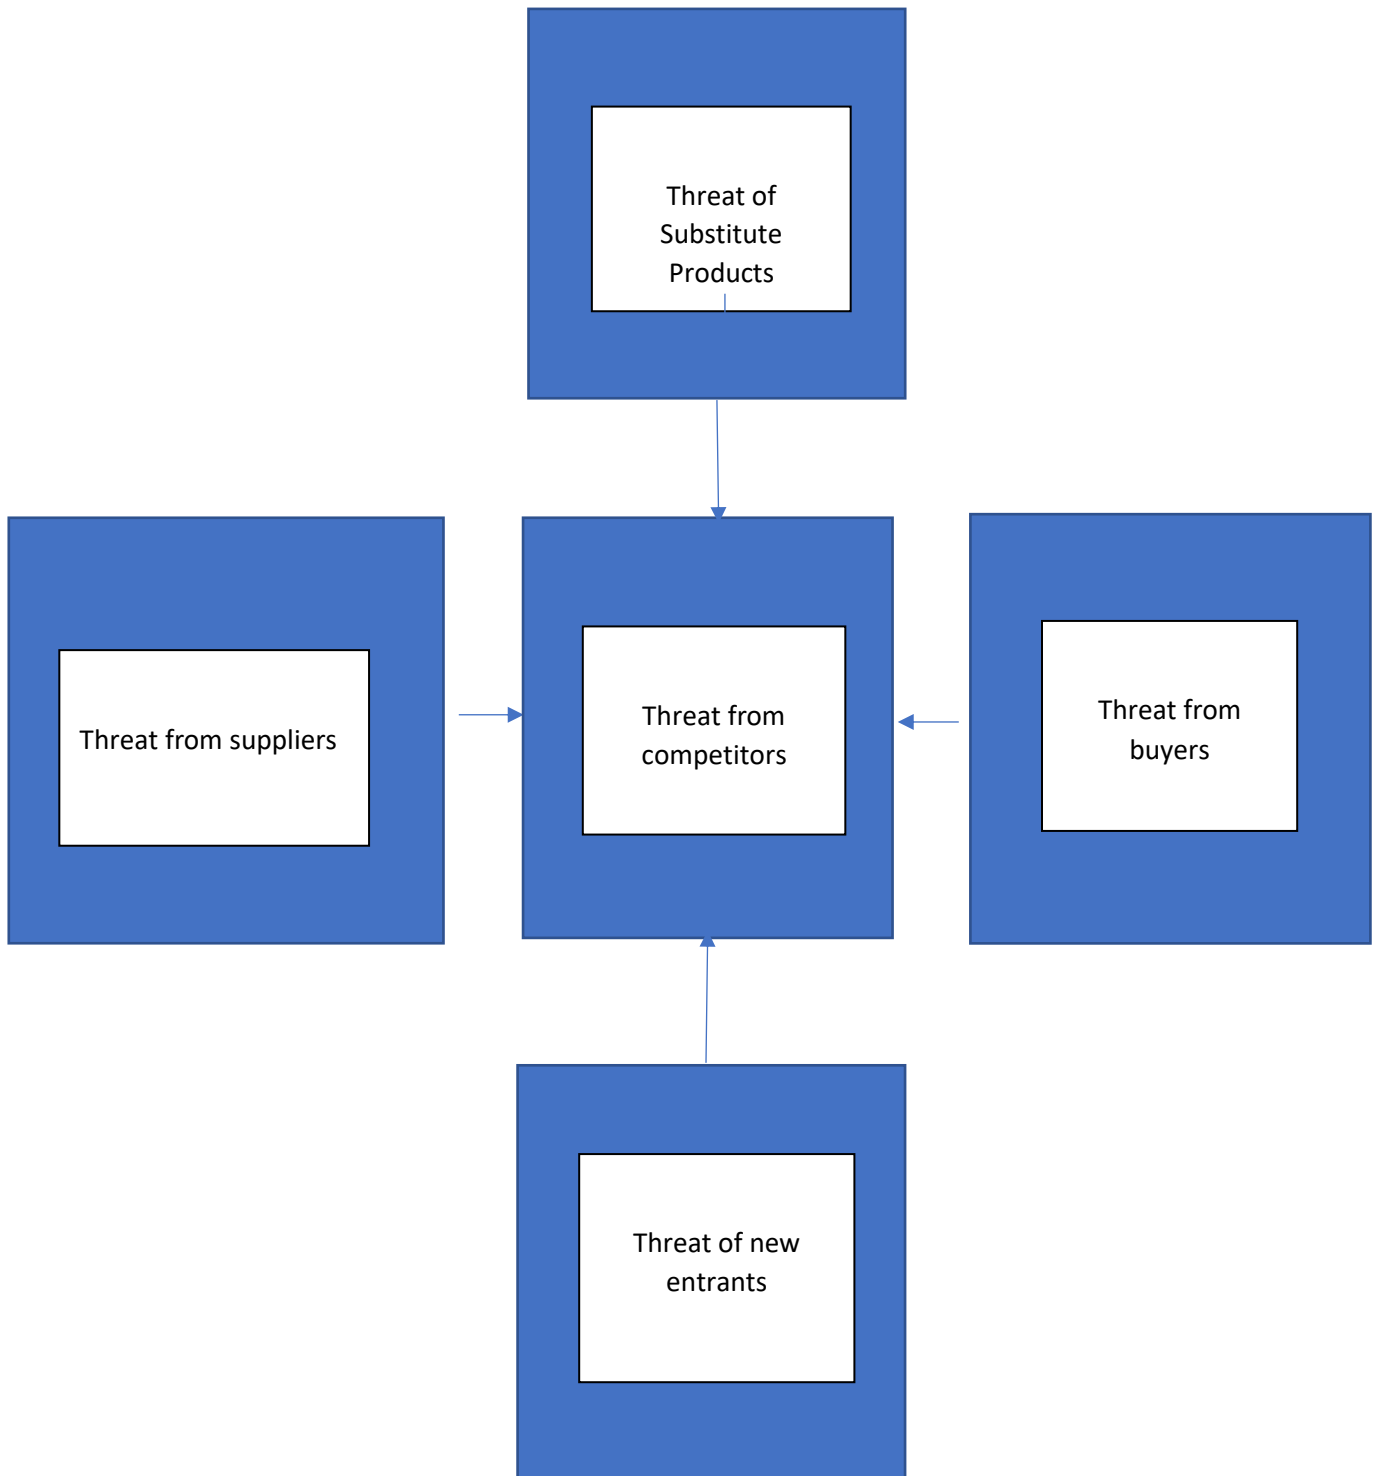 Threat of
Substitute
Products
Threat from suppliers
Threat from
competitors
Threat from
buyers
Threat of new
entrants